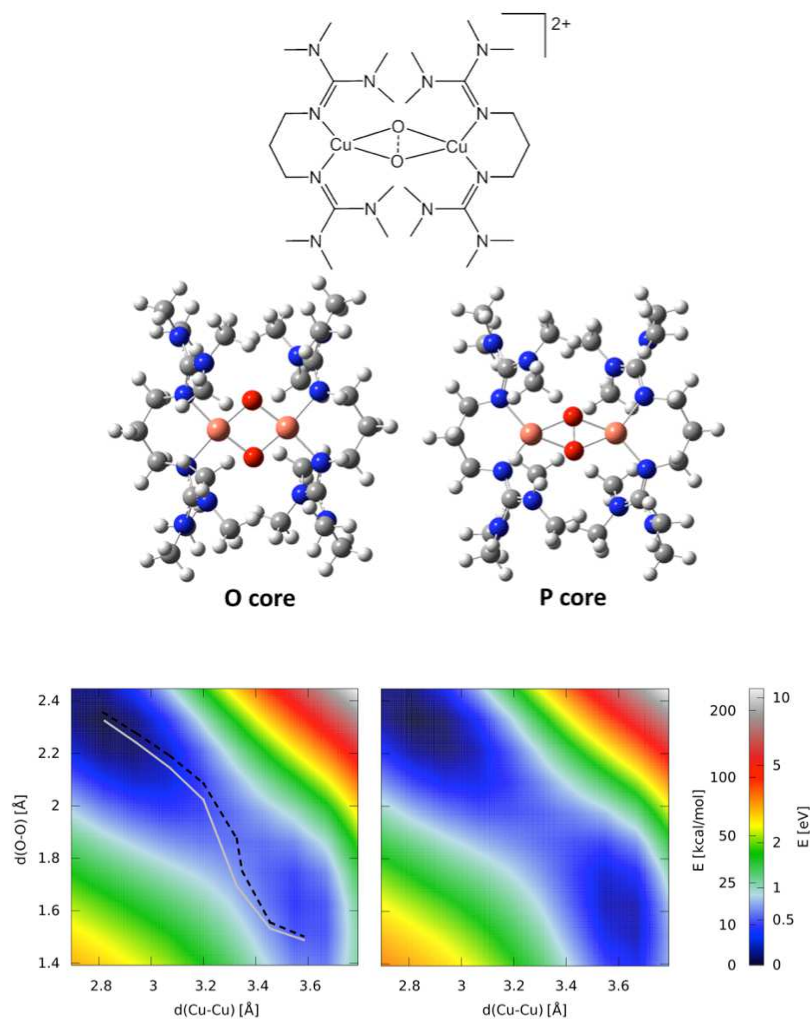 2+
N N N N
N N N N
O
Cu Cu
O
N N N N
N N N N
O core P core
2.4
2.2
2
1.8
1.6
1.4
d(O-O) [Å]
2.8 3 3.2 3.4 3.6
d(Cu-Cu) [Å]
2.8 3 3.2 3.4 3.6
d(Cu-Cu) [Å]
200
100
50
25
10
0
E [kcal/mol]
10
5
2
1
0.5
0
E [eV]